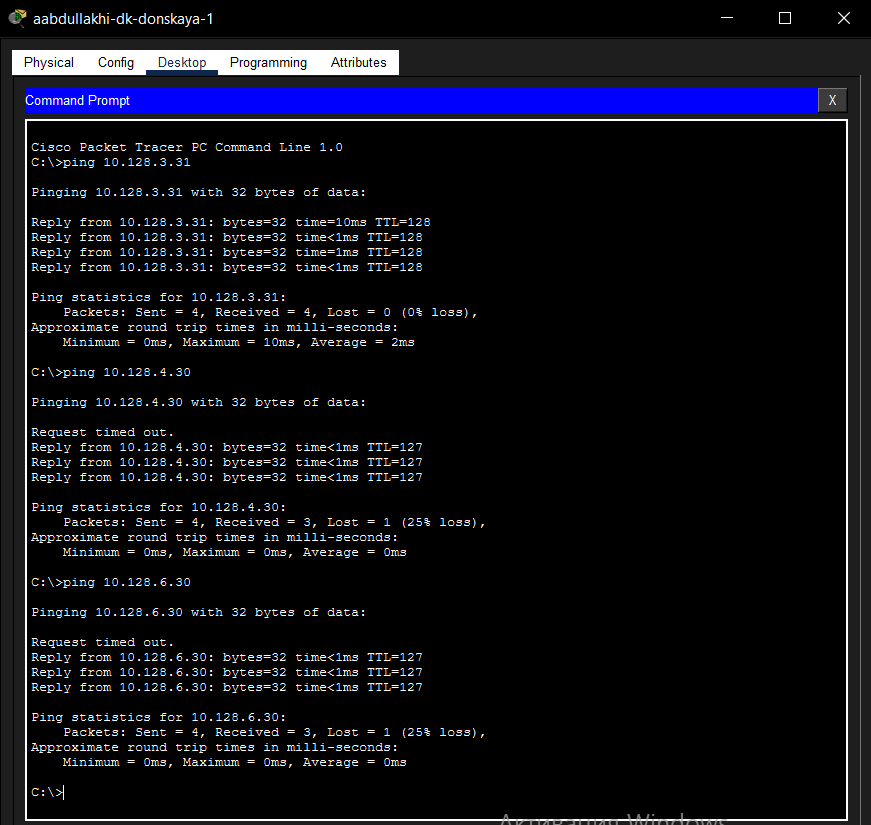 aabdullakhi-dk-donskaya-1
Physical Config Desktop Programming Attributes
Command Prompt X
Cisco Packet Tracer PC Command Line 1.0
C:\>ping 10.128.3.31
Pinging 10.128.3.31 with 32 bytes of data:
Reply from 10.128.3.31: bytes=32 time=10ms TTL=128
Reply from 10.128.3.31: bytes=32 time<1ms TTL=128
Reply from 10.128.3.31: bytes=32 time=1ms TTL=128
Reply from 10.128.3.31: bytes=32 time<1ms TTL=128
Ping statistics for 10.128.3.31:
Packets: Sent = 4, Received = 4, Lost = 0 (0% loss),
Approximate round trip times in milli-seconds:
Minimum = 0ms, Maximum = 10ms, Average = 2ms
C:\>ping 10.128.4.30
Pinging 10.128.4.30 with 32 bytes of data:
Request timed out.
Reply from 10.128.4.30: bytes=32 time<1ms TTL=127
Reply from 10.128.4.30: bytes=32 time<1ms TTL=127
Reply from 10.128.4.30: bytes=32 time<1ms TTL=127
Ping statistics for 10.128.4.30:
Packets: Sent = 4, Received = 3, Lost = 1 (25% loss),
Approximate round trip times in milli-seconds:
Minimum = 0ms, Maximum = 0ms, Average = 0ms
C:\>ping 10.128.6.30
Pinging 10.128.6.30 with 32 bytes of data:
Request timed out.
Reply from 10.128.6.30: bytes=32 time<1ms TTL=127
Reply from 10.128.6.30: bytes=32 time<1ms TTL=127
Reply from 10.128.6.30: bytes=32 time<1ms TTL=127
Ping statistics for 10.128.6.30:
Packets: Sent = 4, Received = 3, Lost = 1 (25% loss),
Approximate round trip times in milli-seconds:
Minimum = 0ms, Maximum = 0ms, Average = 0ms
C:\>
Активация Windows